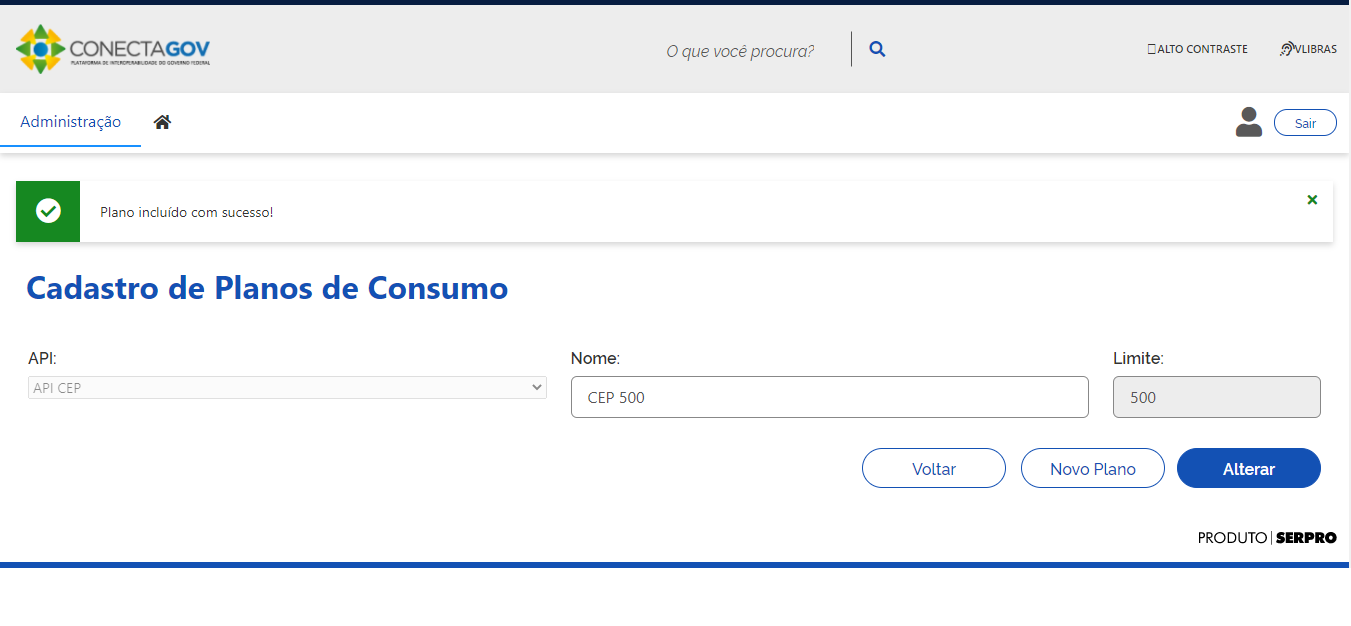 CONECTAGOV
PLATAFORMA DE INTEROPERABILIDADE DO GOVERNO FEDERAL
O que você procura?
ALTO CONTRASTE
VLIBRAS
Administração
Sair
Plano incluído com sucesso!
Cadastro de Planos de Consumo
API:
Nome:
Limite:
API CEP
CEP 500
500
Voltar
Novo Plano
Alterar
PRODUTO | SERPRO